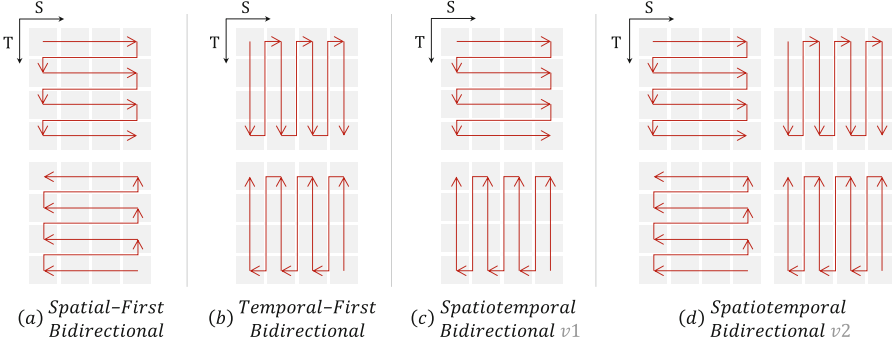 S
T
S
T
S
T
S
T
(a) Spatial–First
Bidirectional
(b) Temporal–First
Bidirectional
(c) Spatiotemporal
Bidirectional v1
(d) Spatiotemporal
Bidirectional v2